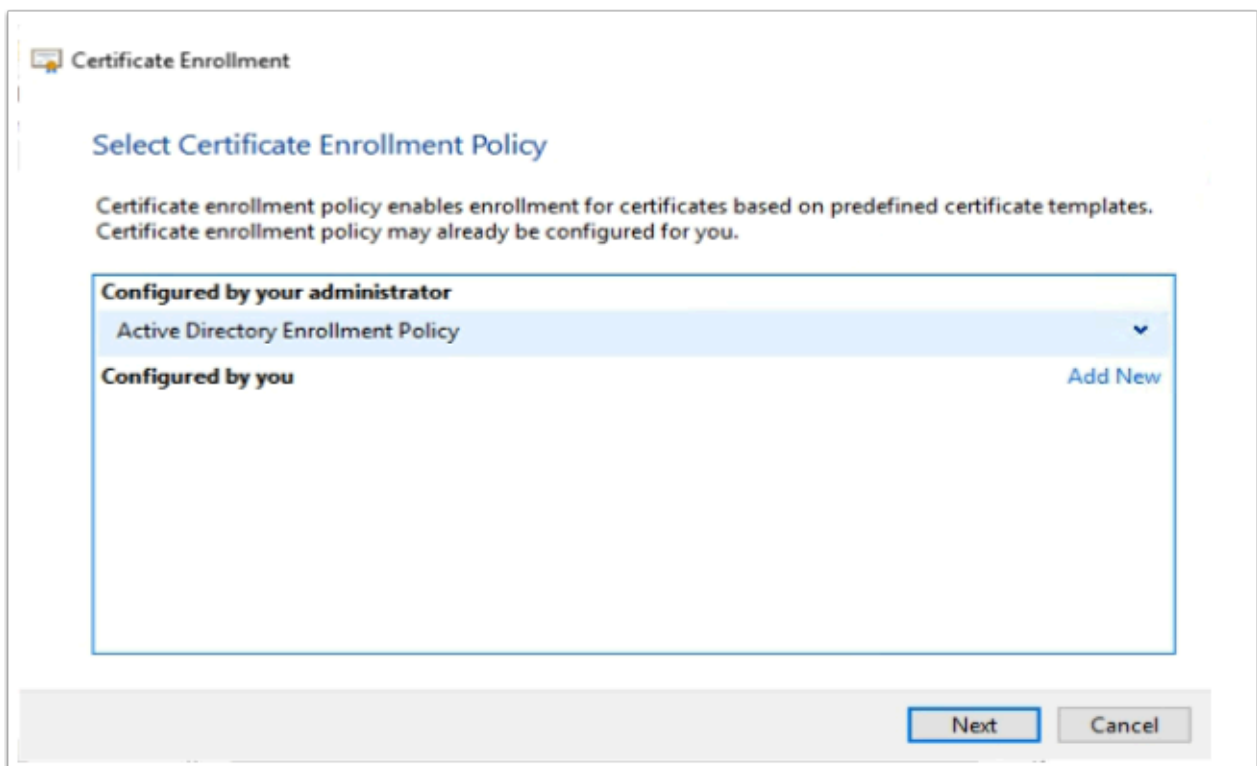 Certificate Enrollment
Select Certificate Enrollment Policy
Certificate enrollment policy enables enrollment for certificates based on predefined certificate templates.
Certificate enrollment policy may already be configured for you.
Configured by your administrator
Active Directory Enrollment Policy
Configured by you Add New
Next Cancel